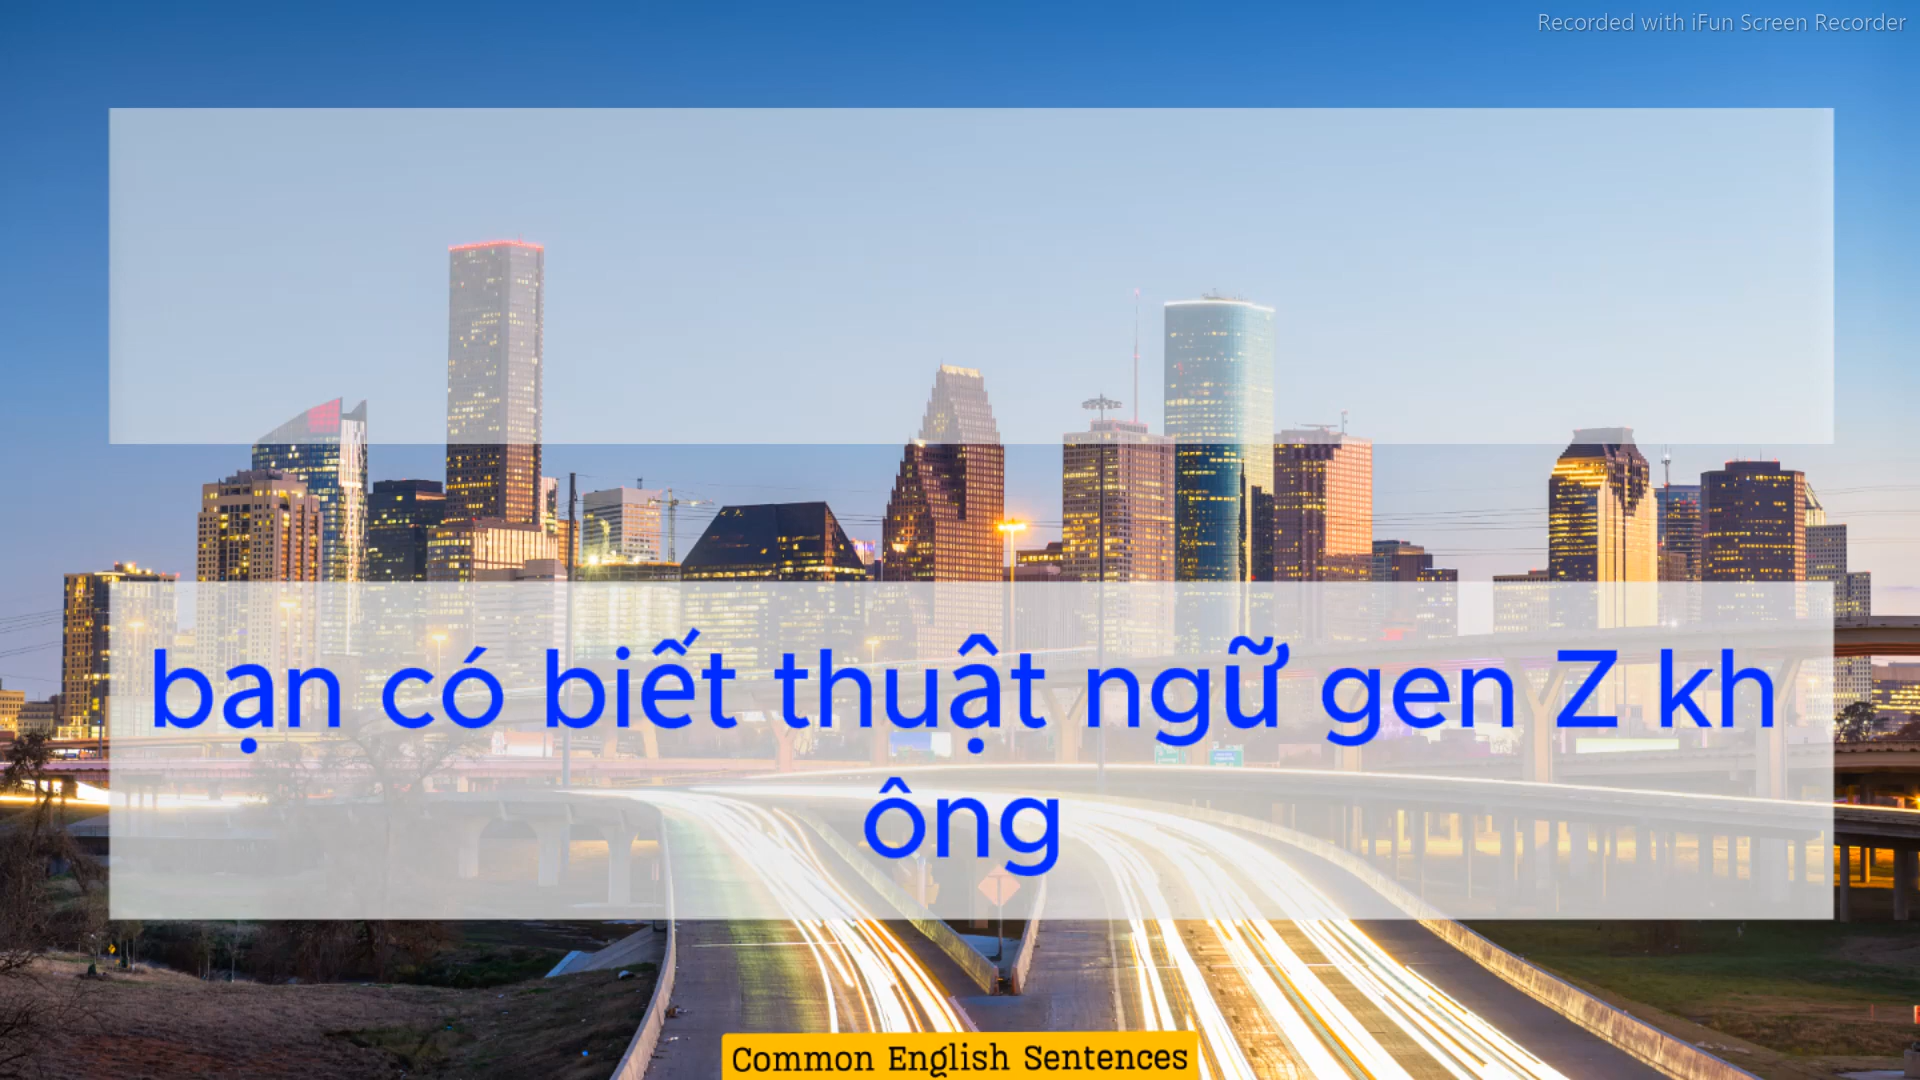 Recorded with iFun Screen Recorder
bạn có biết thuật ngữ gen Z kh
ông
Common English Sentences